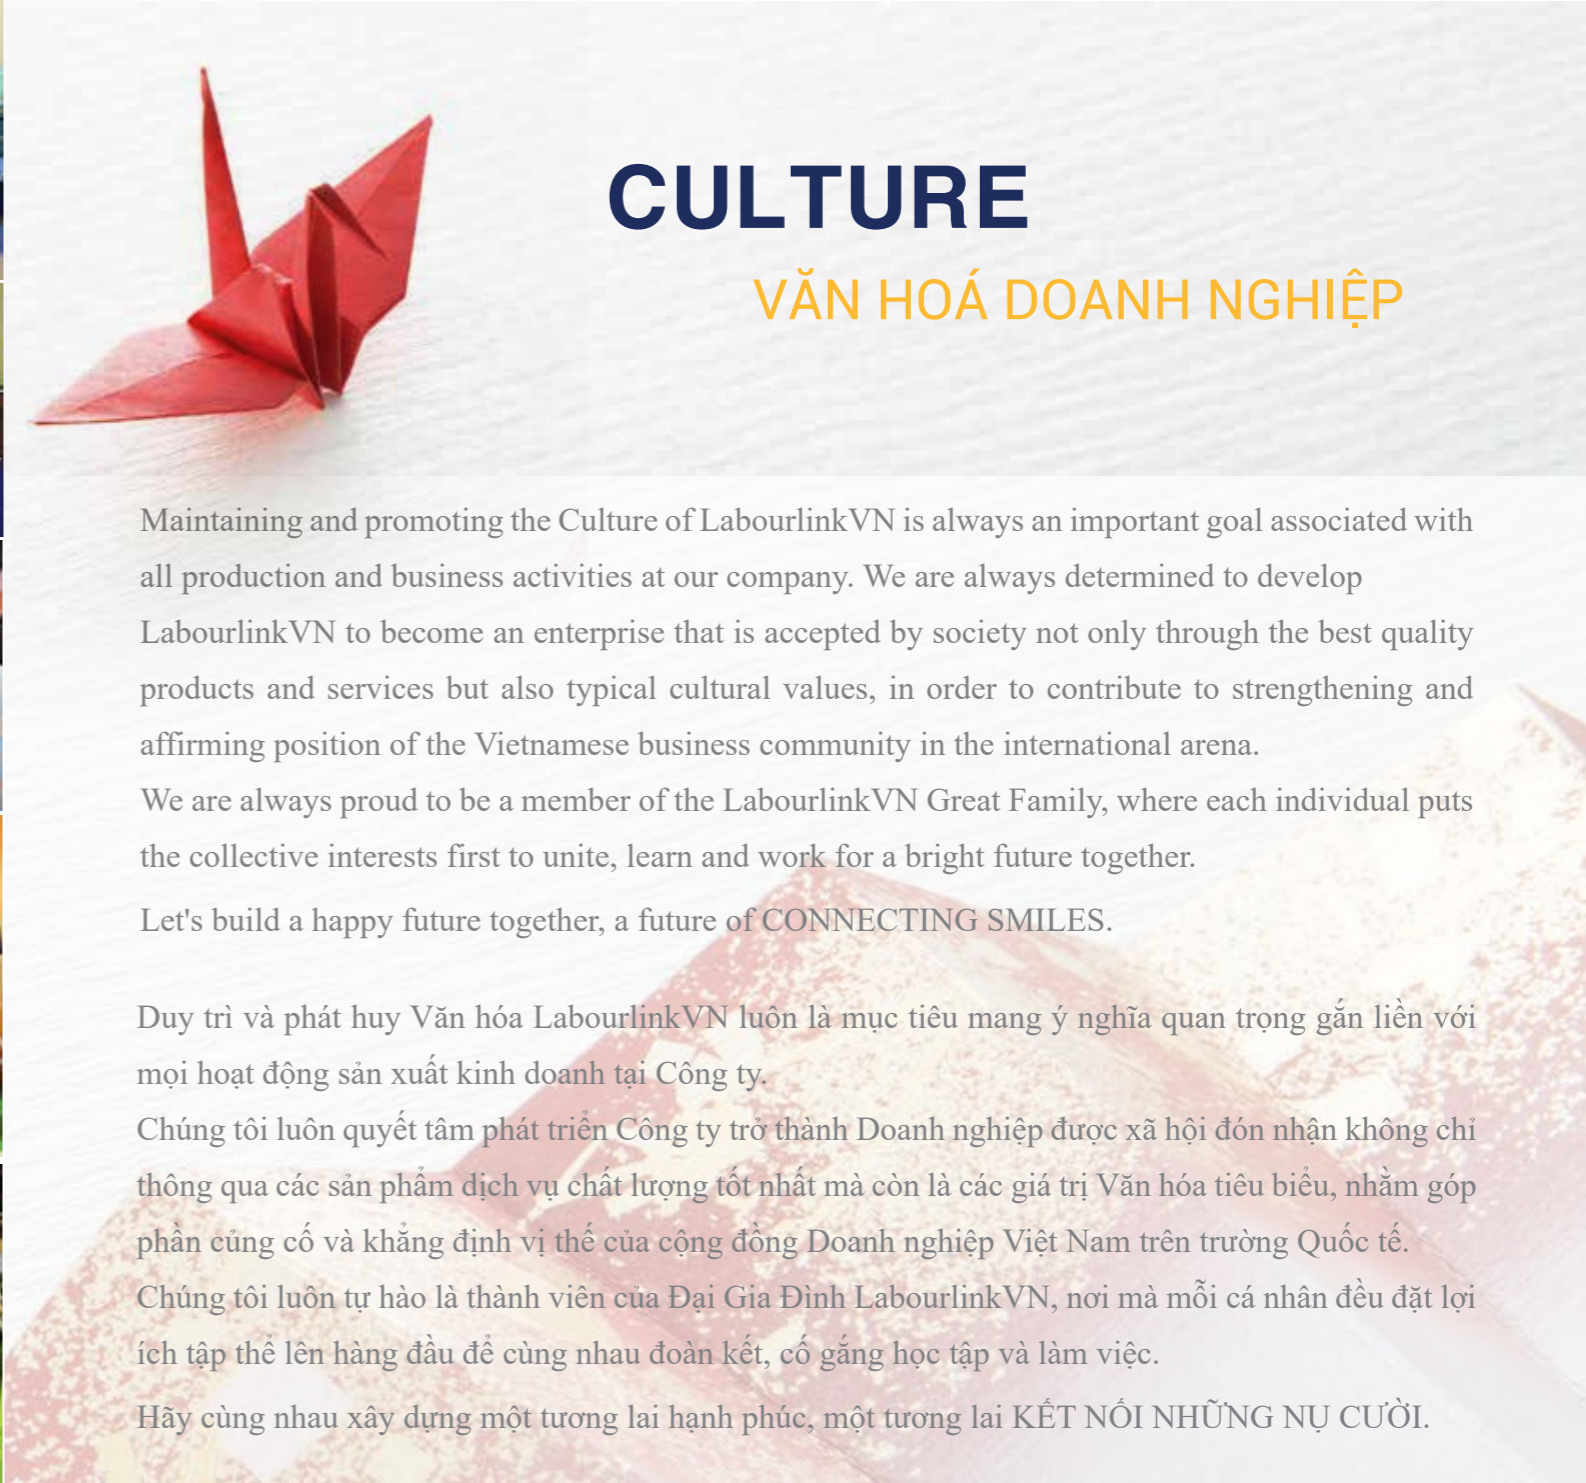 CULTURE
VĂN HOÁ DOANH NGHIỆP
Maintaining and promoting the Culture of LabourlinkVN is always an important goal associated with
all production and business activities at our company. We are always determined to develop
LabourlinkVN to become an enterprise that is accepted by society not only through the best quality
products and services but also typical cultural values, in order to contribute to strengthening and
affirming position of the Vietnamese business community in the international arena.
We are always proud to be a member of the LabourlinkVN Great Family, where each individual puts
the collective interests first to unite, learn and work for a bright future together.
Let's build a happy future together, a future of CONNECTING SMILES.
Duy trì và phát huy Văn hóa LabourlinkVN luôn là mục tiêu mang ý nghĩa quan trọng gắn liền với
mọi hoạt động sản xuất kinh doanh tại Công ty.
Chúng tôi luôn quyết tâm phát triển Công ty trở thành Doanh nghiệp được xã hội đón nhận không chỉ
thông qua các sản phẩm dịch vụ chất lượng tốt nhất mà còn là các giá trị Văn hóa tiêu biểu, nhằm góp
phần củng cố và khẳng định vị thế của cộng đồng Doanh nghiệp Việt Nam trên trường Quốc tế.
Chúng tôi luôn tự hào là thành viên của Đại Gia Đình LabourlinkVN, nơi mà mỗi cá nhân đều đặt lợi
ích tập thể lên hàng đầu để cùng nhau đoàn kết, cố gắng học tập và làm việc.
Hãy cùng nhau xây dựng một tương lai hạnh phúc, một tương lai KẾT NỐI NHỮNG NỤ CƯỜI.